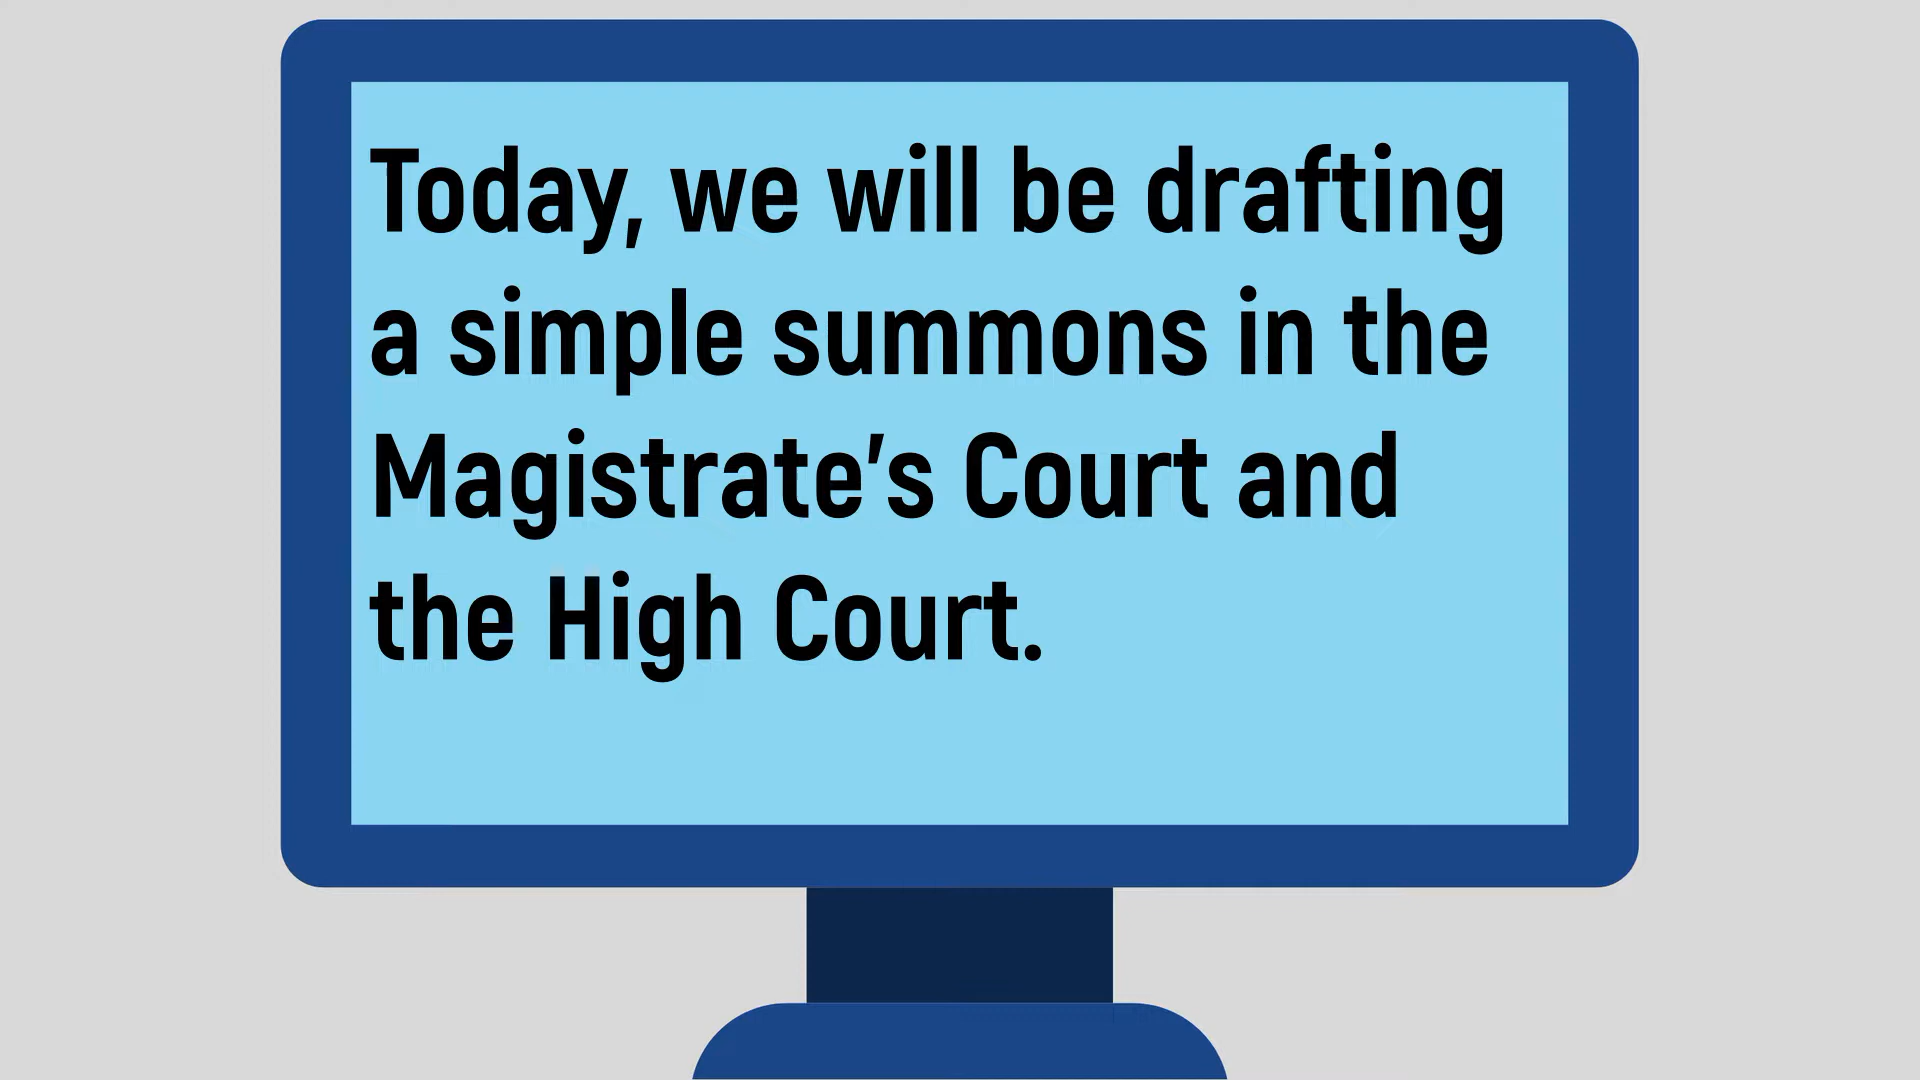 Today, we will be drafting
a simple summons in the
Magistrate’s Court and
the High Court.